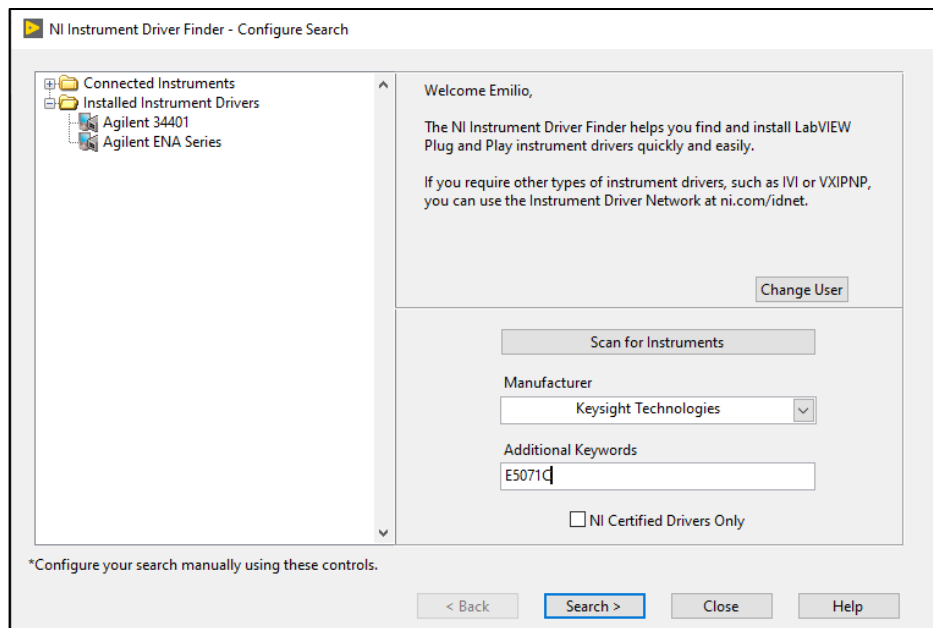 NI Instrument Driver Finder - Configure Search
Connected Instruments
Installed Instrument Drivers
Agilent 34401
Agilent ENA Series
Welcome Emilio,
The NI Instrument Driver Finder helps you find and install LabVIEW
Plug and Play instrument drivers quickly and easily.
If you require other types of instrument drivers, such as IVI or VXIPNP,
you can use the Instrument Driver Network at ni.com/idnet.
Change User
Scan for Instruments
Manufacturer
Keysight Technologies
Additional Keywords
E5071C
NI Certified Drivers Only
*Configure your search manually using these controls.
< Back
Search >
Close
Help